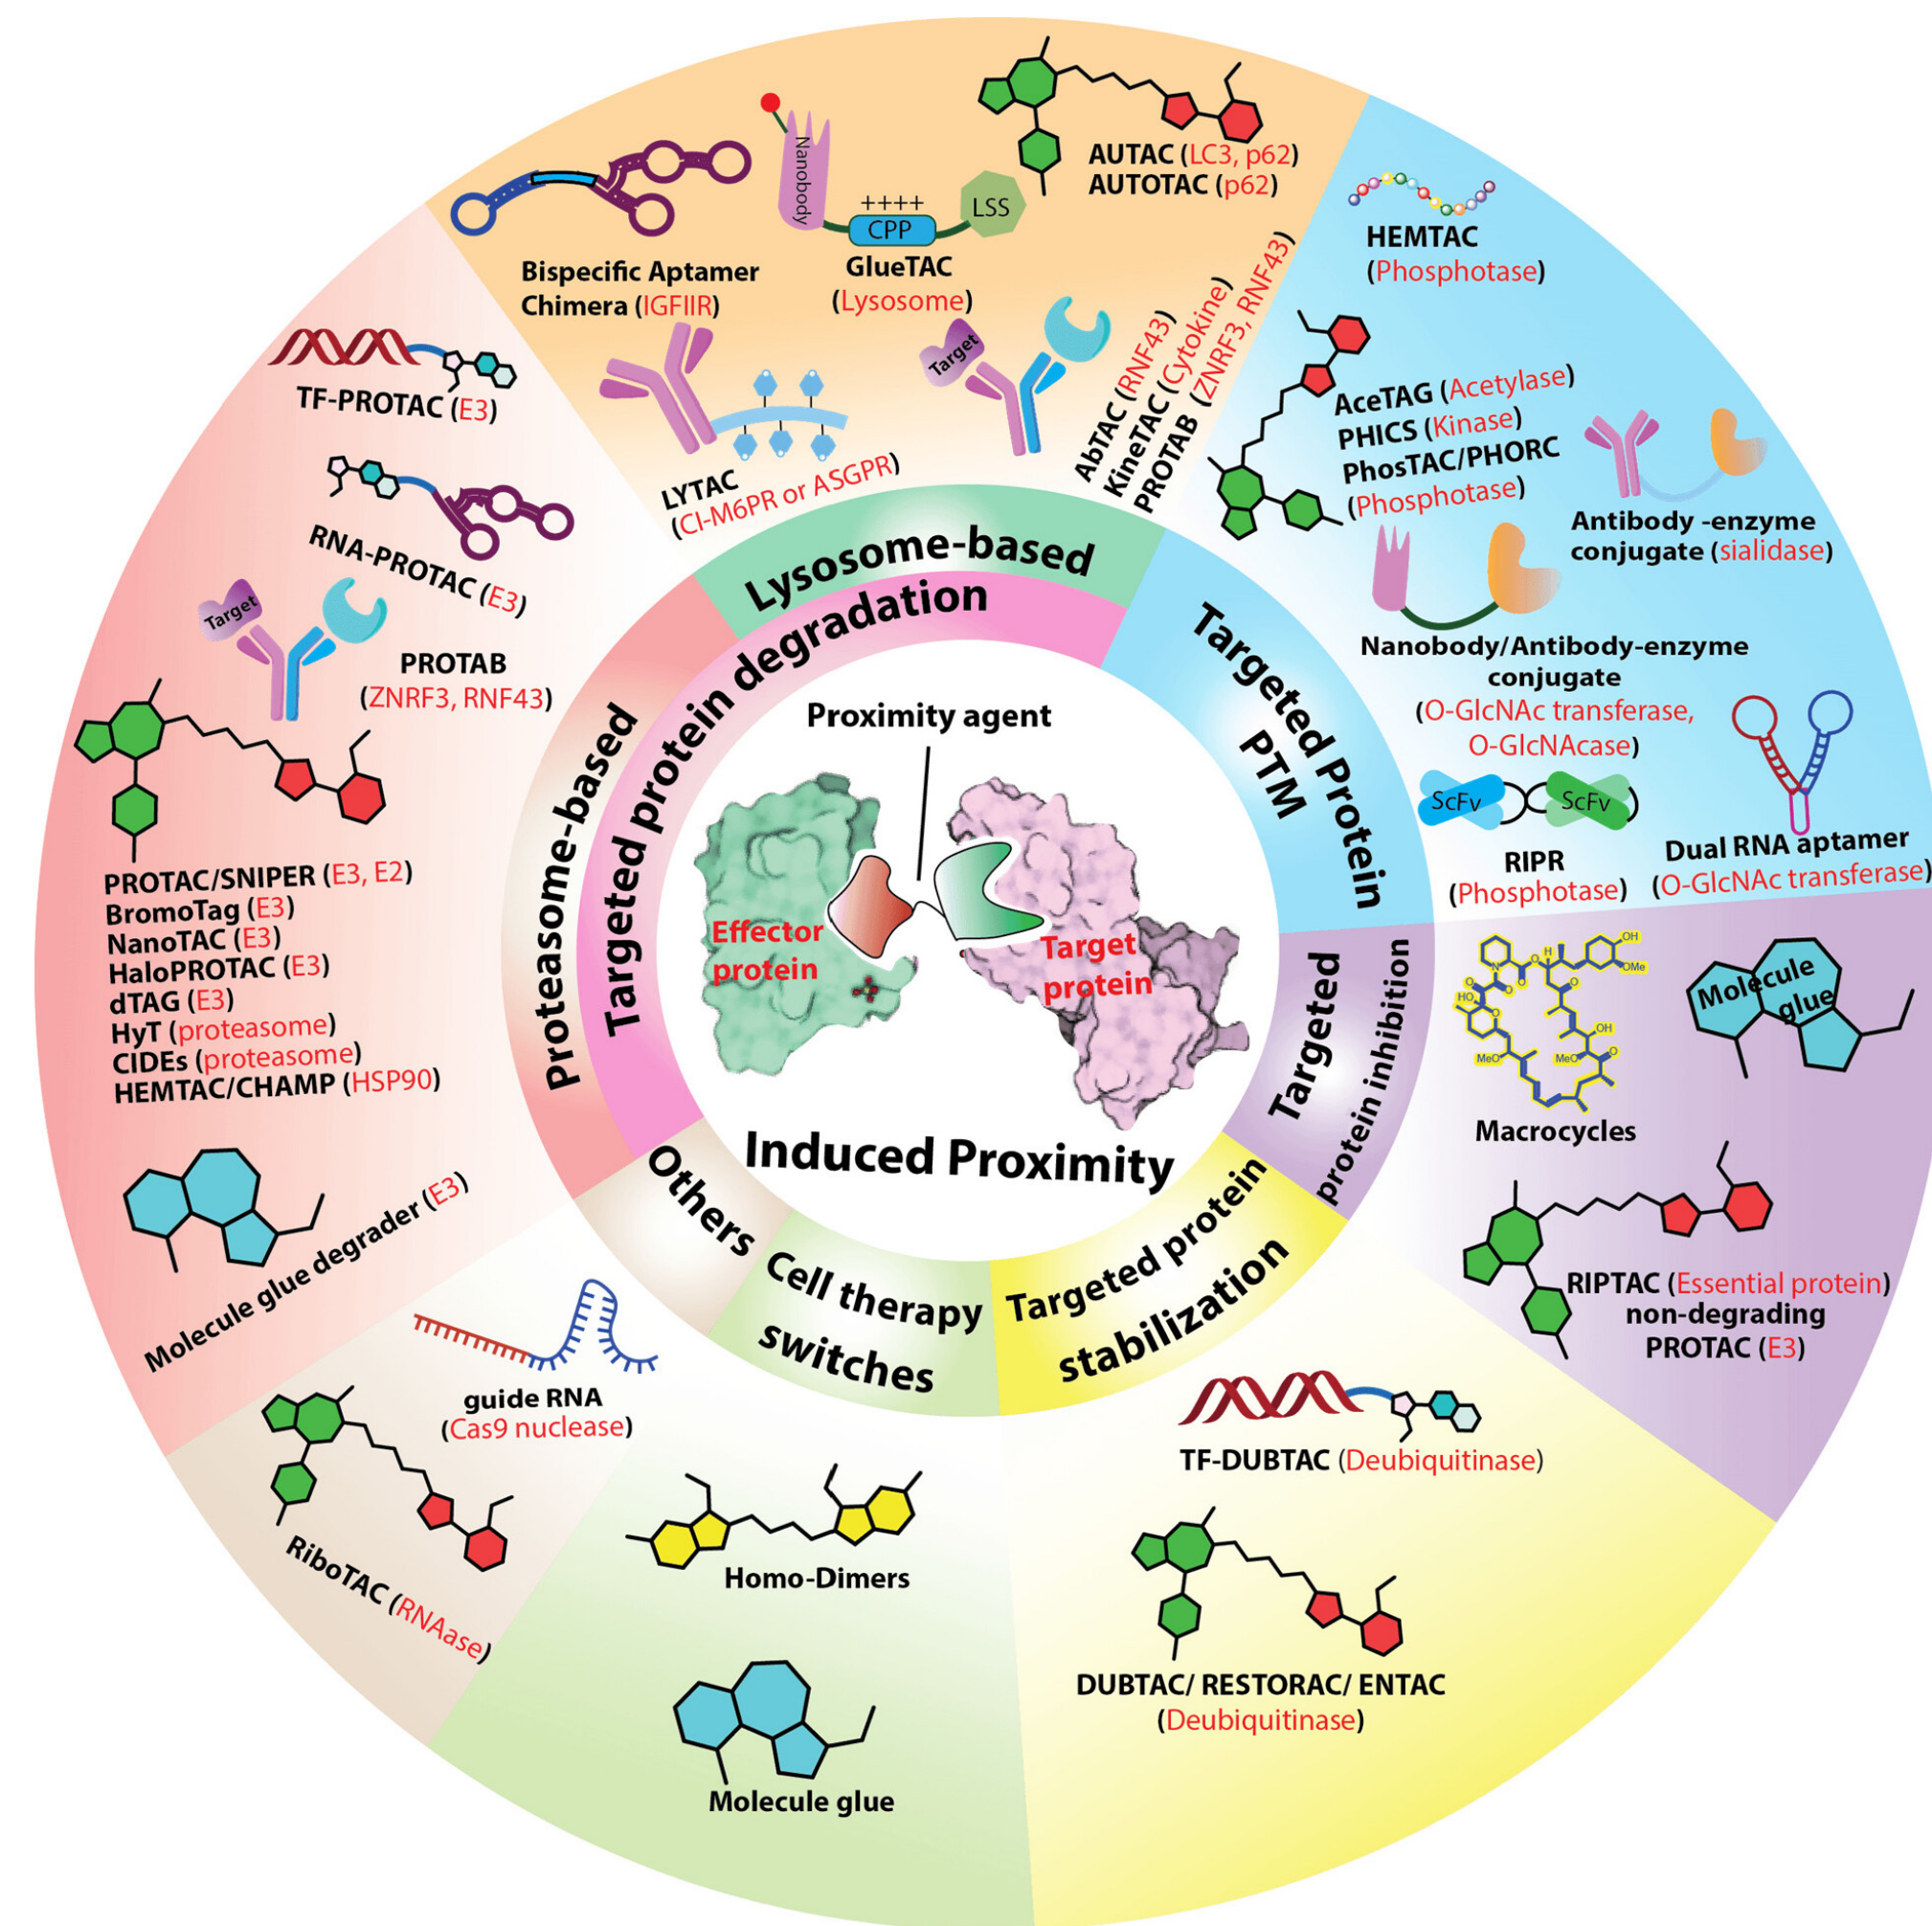 Induced Proximity
Proximity agent
Effector
protein
Target
protein
Targeted protein degradation
Lysosome-based
Proteasome-based
Targeted Protein
PTM
Targeted
protein inhibition
Targeted protein
stabilization
Cell therapy
switches
Others
Bispecific Aptamer
Chimera (IGFIIR)
Nanobody
++++
CPP
LSS
GlueTAC
(Lysosome)
AUTAC (LC3, p62)
AUTOTAC (p62)
LYTAC
(CI-M6PR or ASGPR)
Target
AbTAC (RNF43)
KineTAC (Cytokine)
PROTAB (ZNRF3, RNF43)
HEMTAC
(Phosphotase)
AceTAG (Acetylase)
PHICS (Kinase)
PhosTAC/PHORC
(Phosphotase)
Antibody -enzyme
conjugate (sialidase)
Nanobody/Antibody-enzyme
conjugate
(O-GlcNAc transferase,
O-GlcNAcase)
ScFv
ScFv
RIPR
(Phosphotase)
Dual RNA aptamer
(O-GlcNAc transferase)
OH
OMe
H
O
O
N
O
O
O
HO
O
O
OH
MeO
MeO
O
Macrocycles
Molecule
glue
RIPTAC (Essential protein)
non-degrading
PROTAC (E3)
TF-DUBTAC (Deubiquitinase)
DUBTAC/ RESTORAC/ ENTAC
(Deubiquitinase)
Homo-Dimers
Molecule glue
guide RNA
(Cas9 nuclease)
RiboTAC (RNAase)
TF-PROTAC (E3)
RNA-PROTAC (E3)
Target
PROTAB
(ZNRF3, RNF43)
PROTAC/SNIPER (E3, E2)
BromoTag (E3)
NanoTAC (E3)
HaloPROTAC (E3)
dTAG (E3)
HyT (proteasome)
CIDEs (proteasome)
HEMTAC/CHAMP (HSP90)
Molecule glue degrader (E3)